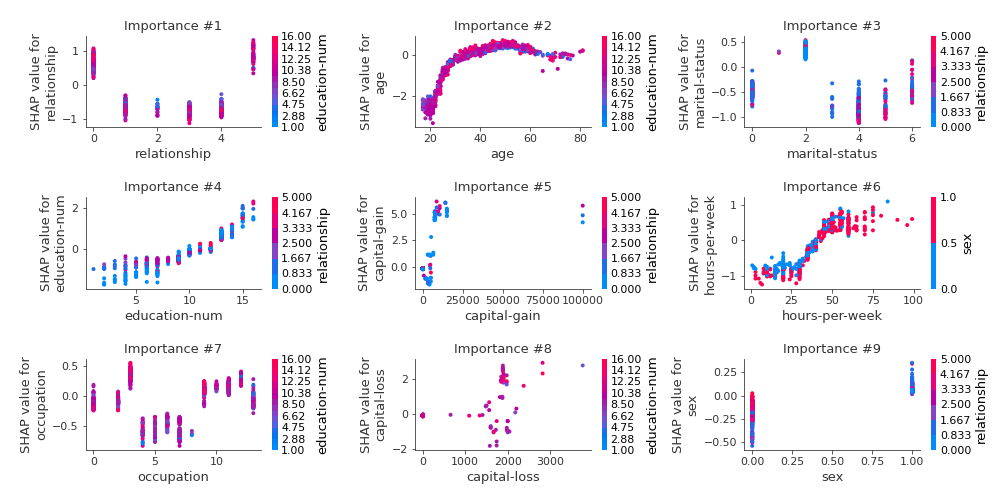 Importance #1
SHAP value for
relationship
1
0
−1
0 2 4
relationship
16.00
14.12
12.25
10.38
8.50
6.62
4.75
2.88
1.00
education-num
Importance #2
SHAP value for
age
0
−2
20 40 60 80
age
16.00
14.12
12.25
10.38
8.50
6.62
4.75
2.88
1.00
education-num
Importance #3
SHAP value for
marital-status
0.5
0.0
−0.5
−1.0
0 2 4 6
marital-status
5.000
4.167
3.333
2.500
1.667
0.833
0.000
relationship
Importance #4
SHAP value for
education-num
2
0
5 10 15
education-num
5.000
4.167
3.333
2.500
1.667
0.833
0.000
relationship
Importance #5
SHAP value for
capital-gain
5.0
2.5
0.0
0 25000 50000 75000 100000
capital-gain
5.000
4.167
3.333
2.500
1.667
0.833
0.000
relationship
Importance #6
SHAP value for
hours-per-week
1
0
−1
0 25 50 75 100
hours-per-week
1.0
0.5
0.0
sex
Importance #7
SHAP value for
occupation
0.5
0.0
−0.5
0 5 10
occupation
16.00
14.12
12.25
10.38
8.50
6.62
4.75
2.88
1.00
education-num
Importance #8
SHAP value for
capital-loss
2
0
−2
0 1000 2000 3000
capital-loss
16.00
14.12
12.25
10.38
8.50
6.62
4.75
2.88
1.00
education-num
Importance #9
SHAP value for
sex
0.25
0.00
−0.25
−0.50
0.00 0.25 0.50 0.75 1.00
sex
5.000
4.167
3.333
2.500
1.667
0.833
0.000
relationship